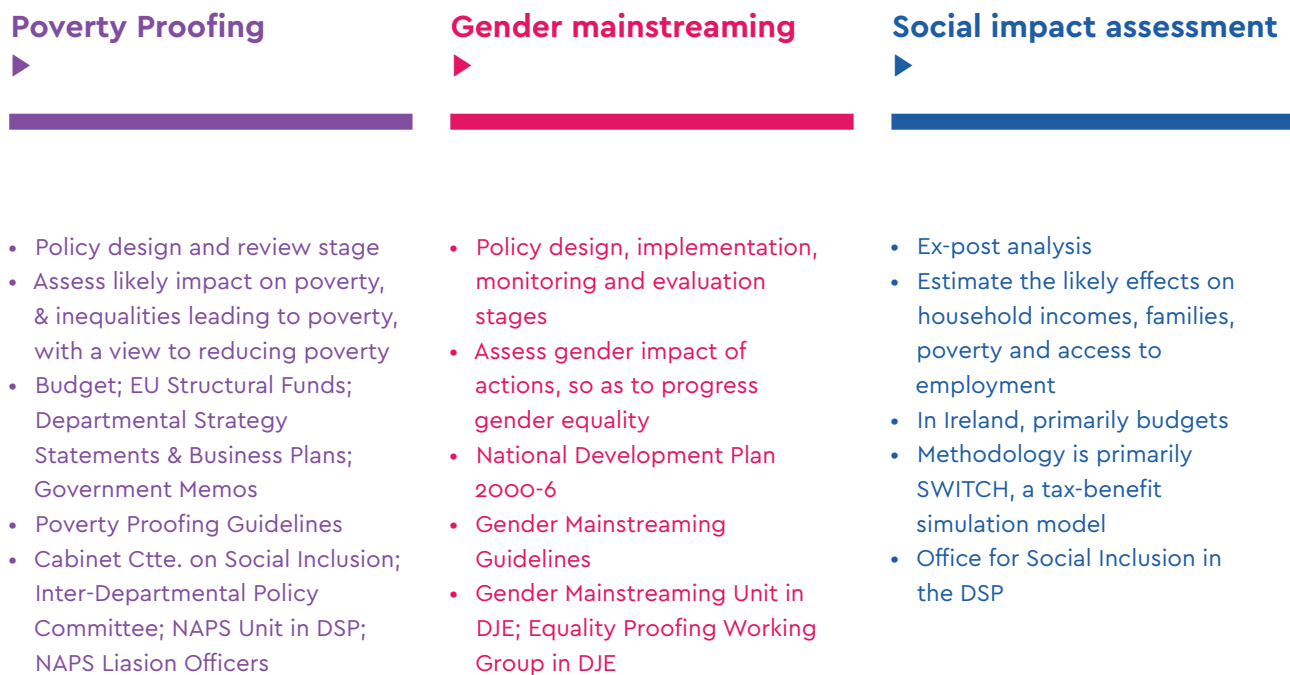 Poverty Proofing
• Policy design and review stage
• Assess likely impact on poverty,
& inequalities leading to poverty,
with a view to reducing poverty
• Budget; EU Structural Funds;
Departmental Strategy
Statements & Business Plans;
Government Memos
• Poverty Proofing Guidelines
• Cabinet Ctte. on Social Inclusion;
Inter-Departmental Policy
Committee; NAPS Unit in DSP;
NAPS Liasion Officers
Gender mainstreaming
• Policy design, implementation,
monitoring and evaluation
stages
• Assess gender impact of
actions, so as to progress
gender equality
• National Development Plan
2000-6
• Gender Mainstreaming
Guidelines
• Gender Mainstreaming Unit in
DJE; Equality Proofing Working
Group in DJE
Social impact assessment
• Ex-post analysis
• Estimate the likely effects on
household incomes, families,
poverty and access to
employment
• In Ireland, primarily budgets
• Methodology is primarily
SWITCH, a tax-benefit
simulation model
• Office for Social Inclusion in
the DSP